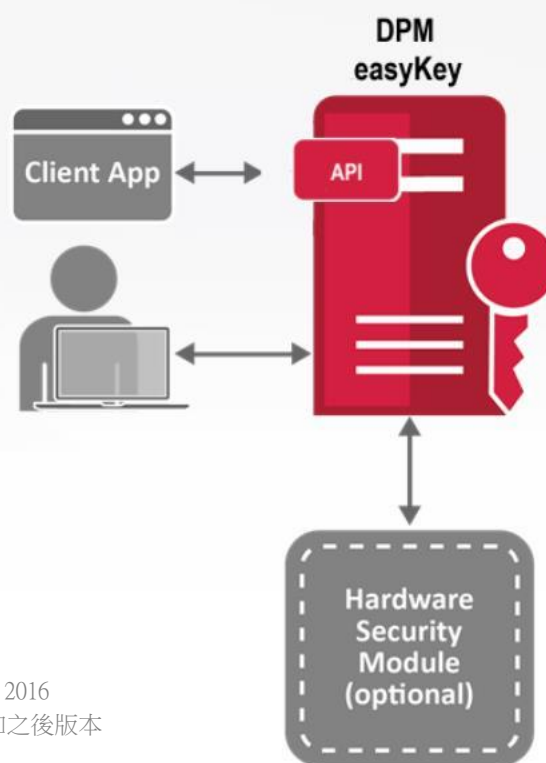 DPM
easyKey
Client App
API
Hardware
Security
Module
(optional)
2016
之後版本